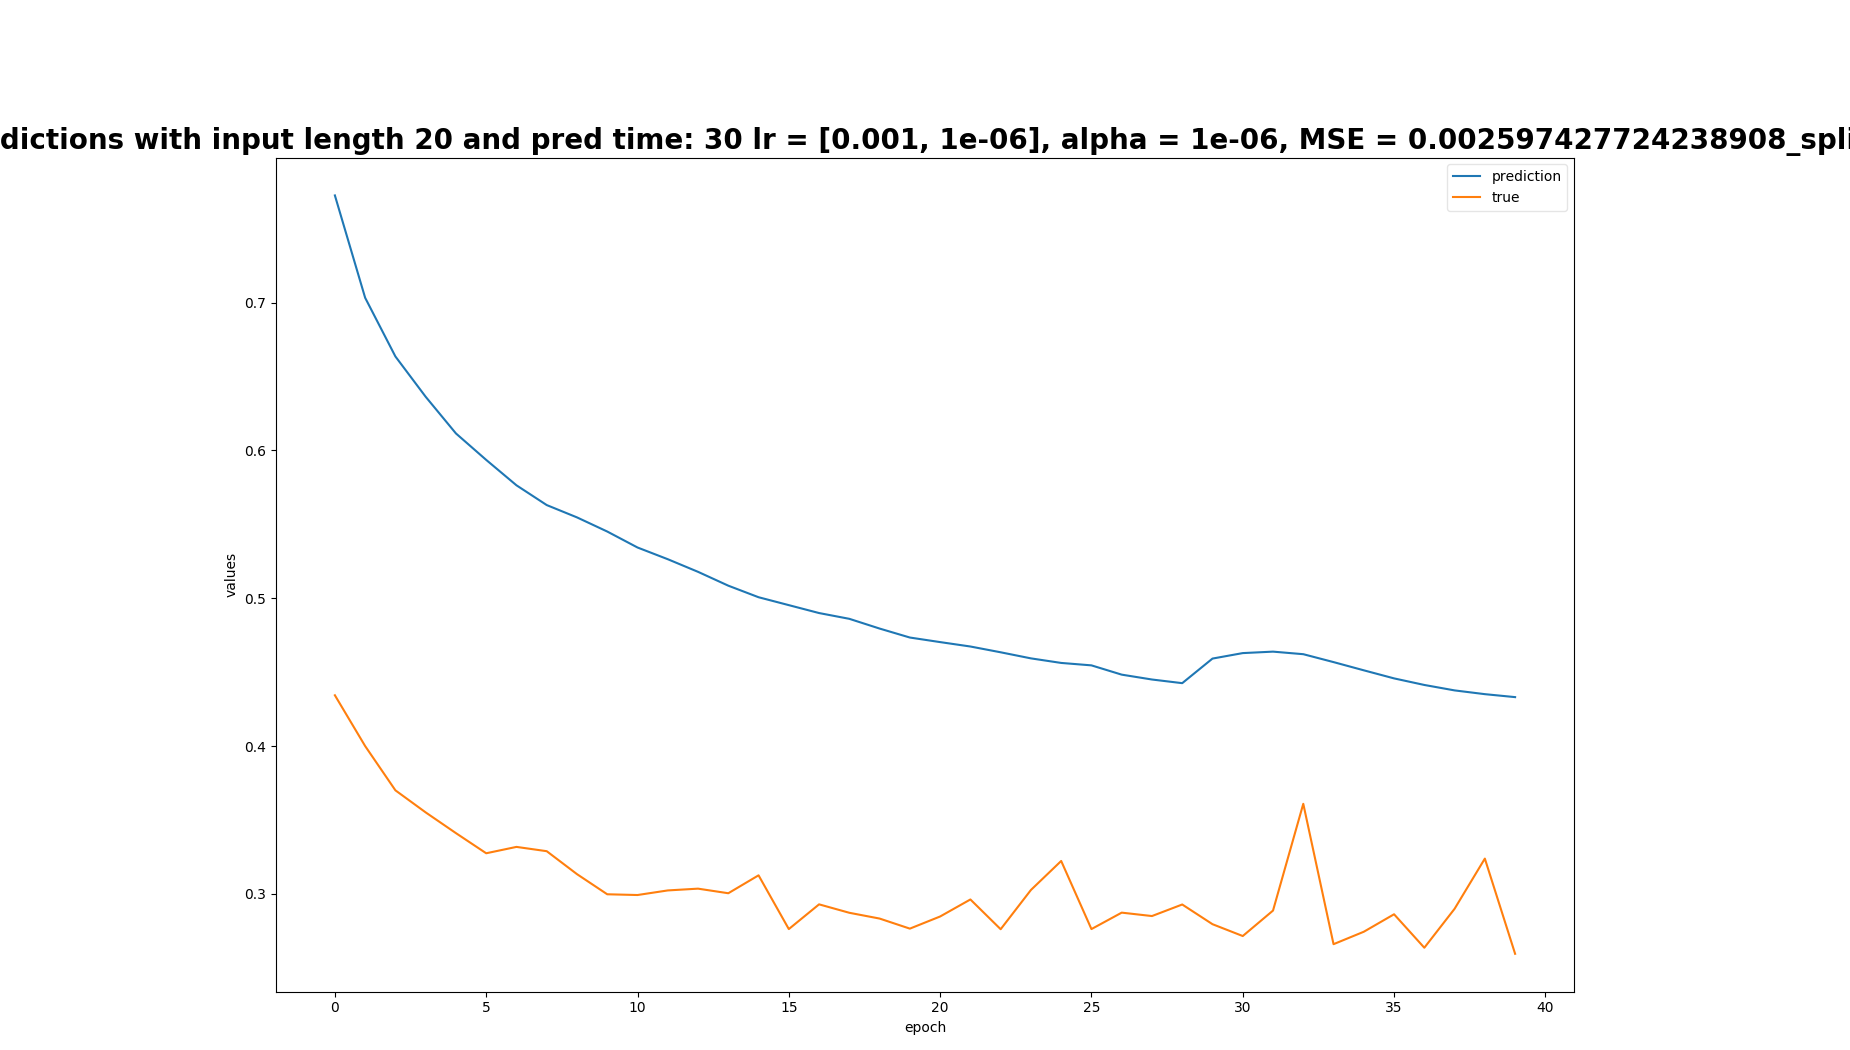 dictions with input length 20 and pred time: 30 lr = [0.001, 1e-06], alpha = 1e-06, MSE = 0.002597427724238908_spli
prediction
true
0.7
0.6
0.5
0.4
0.3
values
0
5
10
15
20
25
30
35
40
epoch